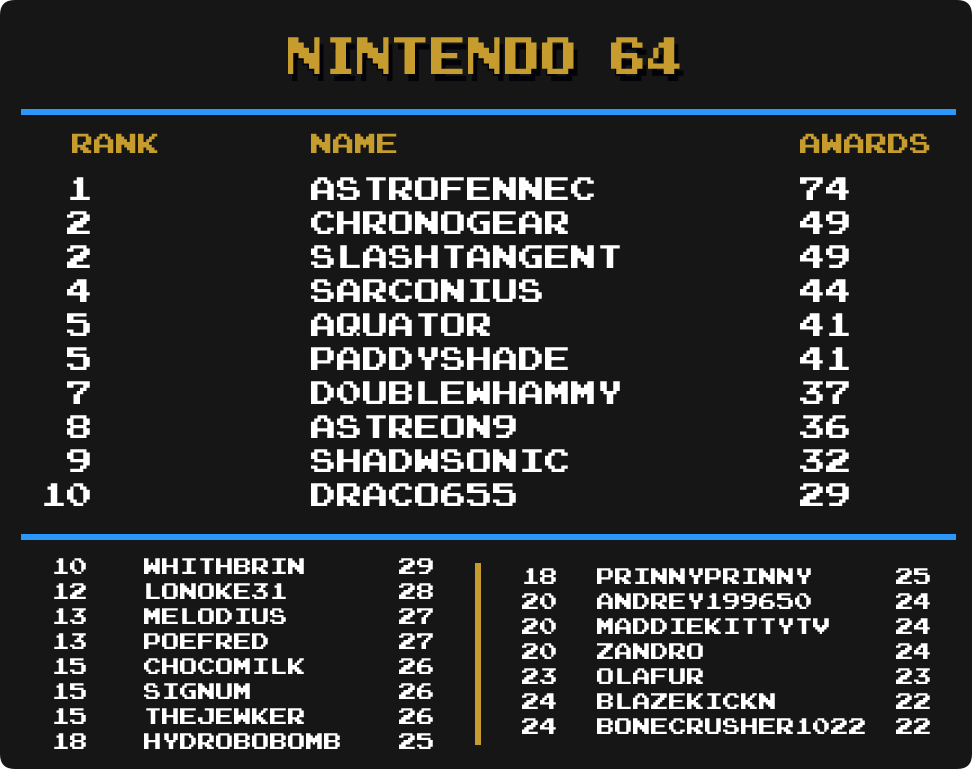 NINTENDO 64
RANK NAME AWARDS
1 ASTROFENNEC 74
2 CHRONOGEAR 49
2 SLASHTANGENT 49
4 SARCONIUS 44
5 AQUATOR 41
5 PADDYSHADE 41
7 DOUBLEWHAMMY 37
8 ASTREON9 36
9 SHADWSONIC 32
10 DRACO655 29
10 WHITHBRIN 29
12 LONOKE31 28
13 MELODIUS 27
13 POEFRED 27
15 CHOCOMILK 26
15 SIGNUM 26
15 THEJEWKER 26
18 HYDROBOBOMB 25
18 PRINNYPRINNY 25
20 ANDREY199650 24
20 MADDIEKITTYTV 24
20 ZANDRO 24
23 OLAFUR 23
24 BLAZEKICKN 22
24 BONECRUSHER1022 22